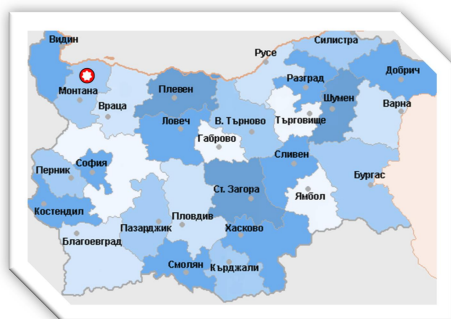 Видин
Силистра
Русе
Добрич
Разград
Монтана
Плевен
Шумен
Враца
Варна
Ловеч
В. Търново
Търговище
Габрово
София
Сливен
Перник
Бургас
Ст. Загора
Ямбол
Костендил
Пловдив
Пазарджик
Хасково
Благоевград
Смолян
Кърджали